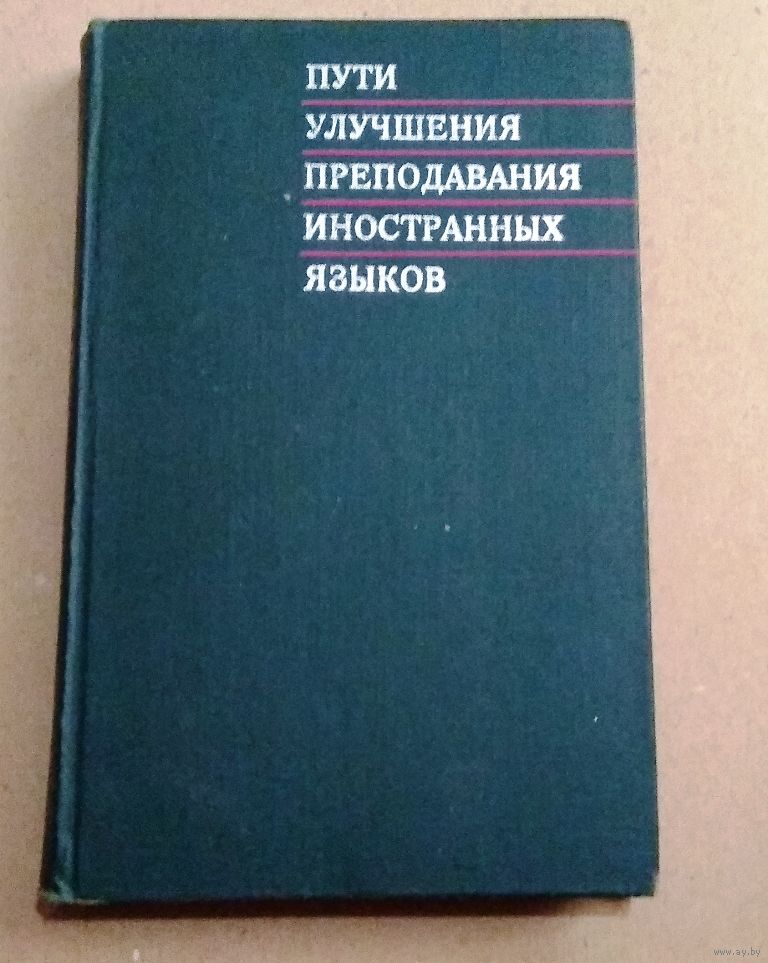 ПУТИ
УЛУЧШЕНИЯ
ПРЕПОДАВАНИЯ
ИНОСТРАННЫХ
ЯЗЫКОВ
www.ay.by